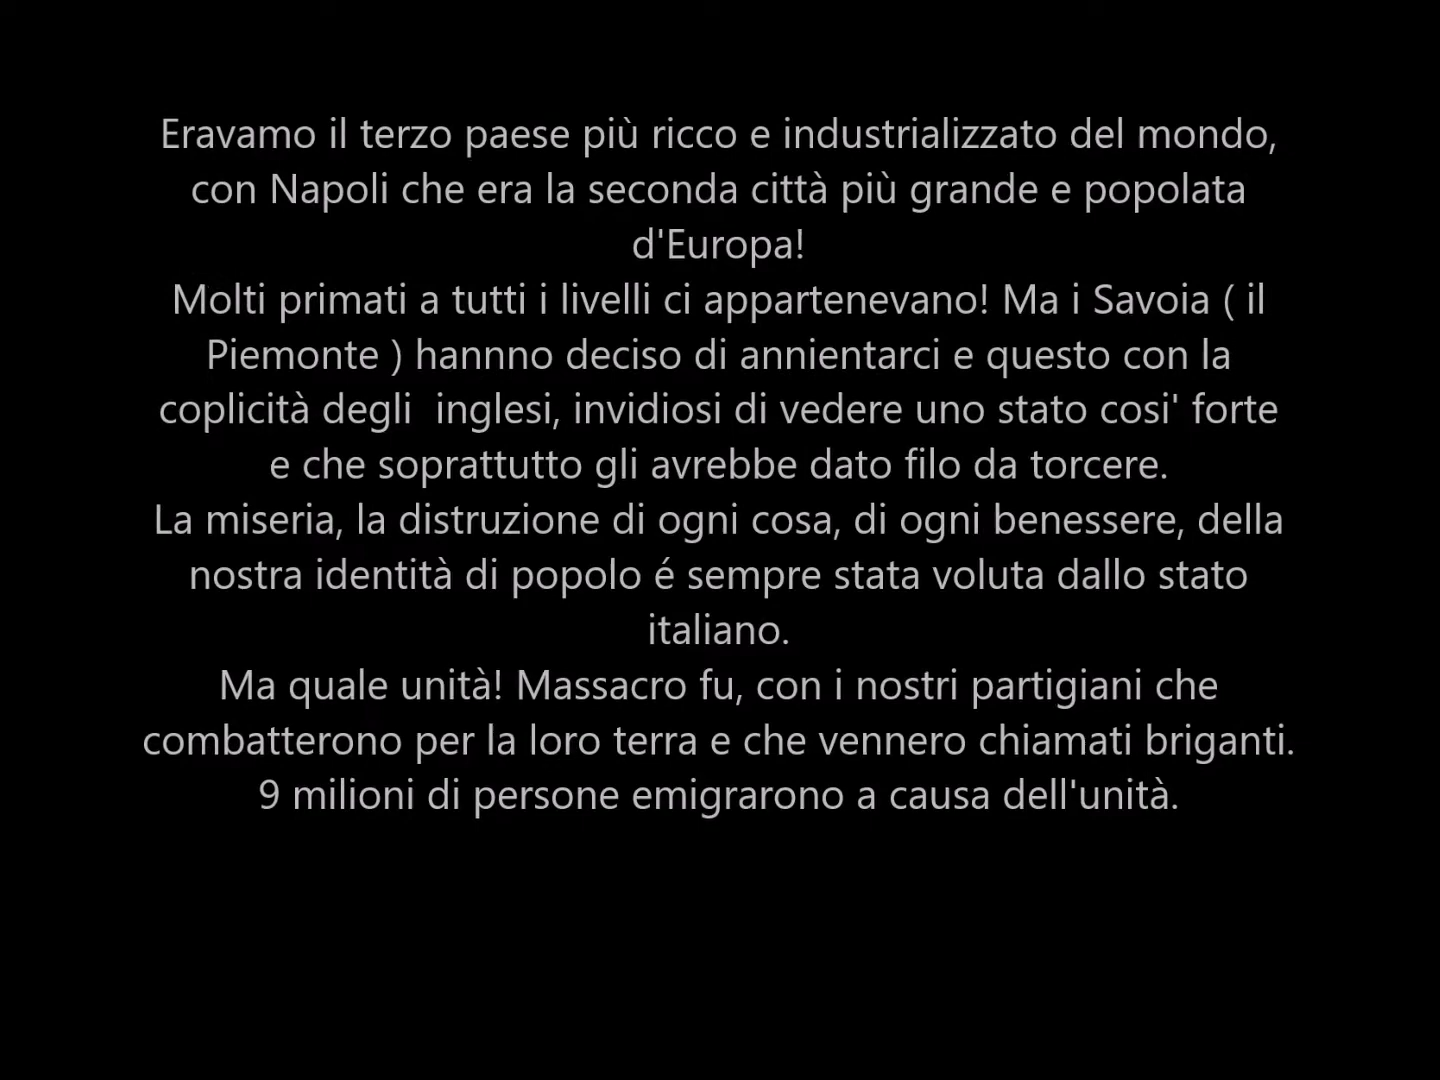 Eravamo il terzo paese più ricco e industrializzato del mondo,
con Napoli che era la seconda città più grande e popolata
d'Europa!
Molti primati a tutti i livelli ci appartenevano! Ma i Savoia ( il
Piemonte ) hannno deciso di annientarci e questo con la
coplicità degli  inglesi, invidiosi di vedere uno stato cosi' forte
e che soprattutto gli avrebbe dato filo da torcere.
La miseria, la distruzione di ogni cosa, di ogni benessere, della
nostra identità di popolo é sempre stata voluta dallo stato
italiano.
Ma quale unità! Massacro fu, con i nostri partigiani che
combatterono per la loro terra e che vennero chiamati briganti.
9 milioni di persone emigrarono a causa dell'unità.